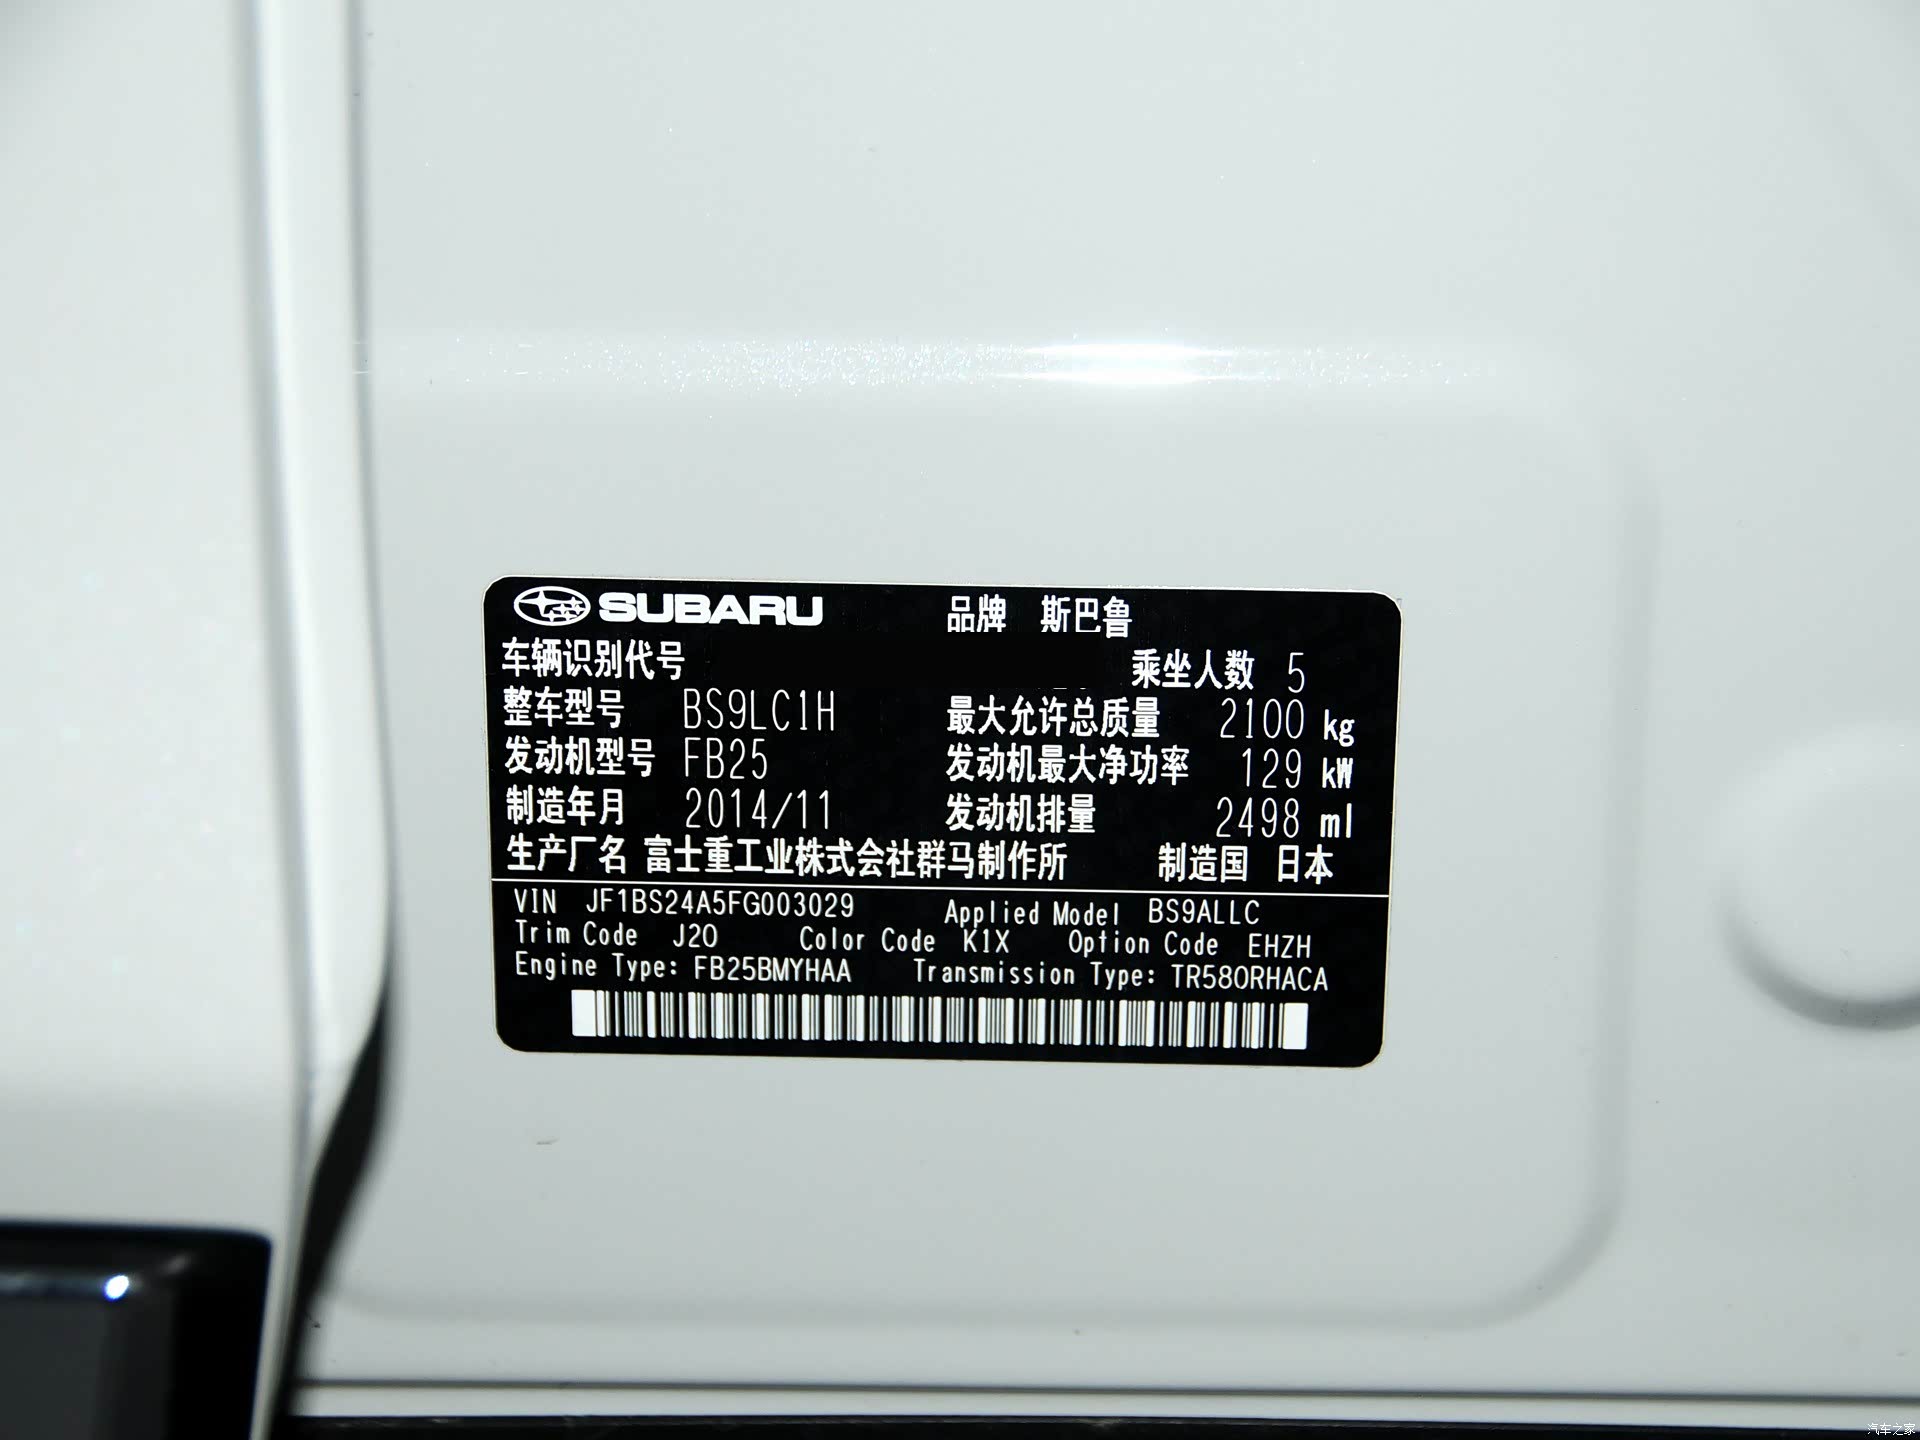 SUBARU 品牌 斯巴鲁
车辆识别代号 乘坐人数 5
整车型号 BS9LC1H 最大允许总质量 2100 kg
发动机型号 FB25 发动机最大净功率 129 kW
制造年月 2014/11 发动机排量 2498 ml
生产厂名 富士重工业株式会社群马制作所 制造国 日本
VIN JF1BS24A5FG003029 Applied Model BS9ALLC
Trim Code J20 Color Code K1X Option Code EHZH
Engine Type: FB25BMYHAA Transmission Type: TR580RHACA
汽车之家